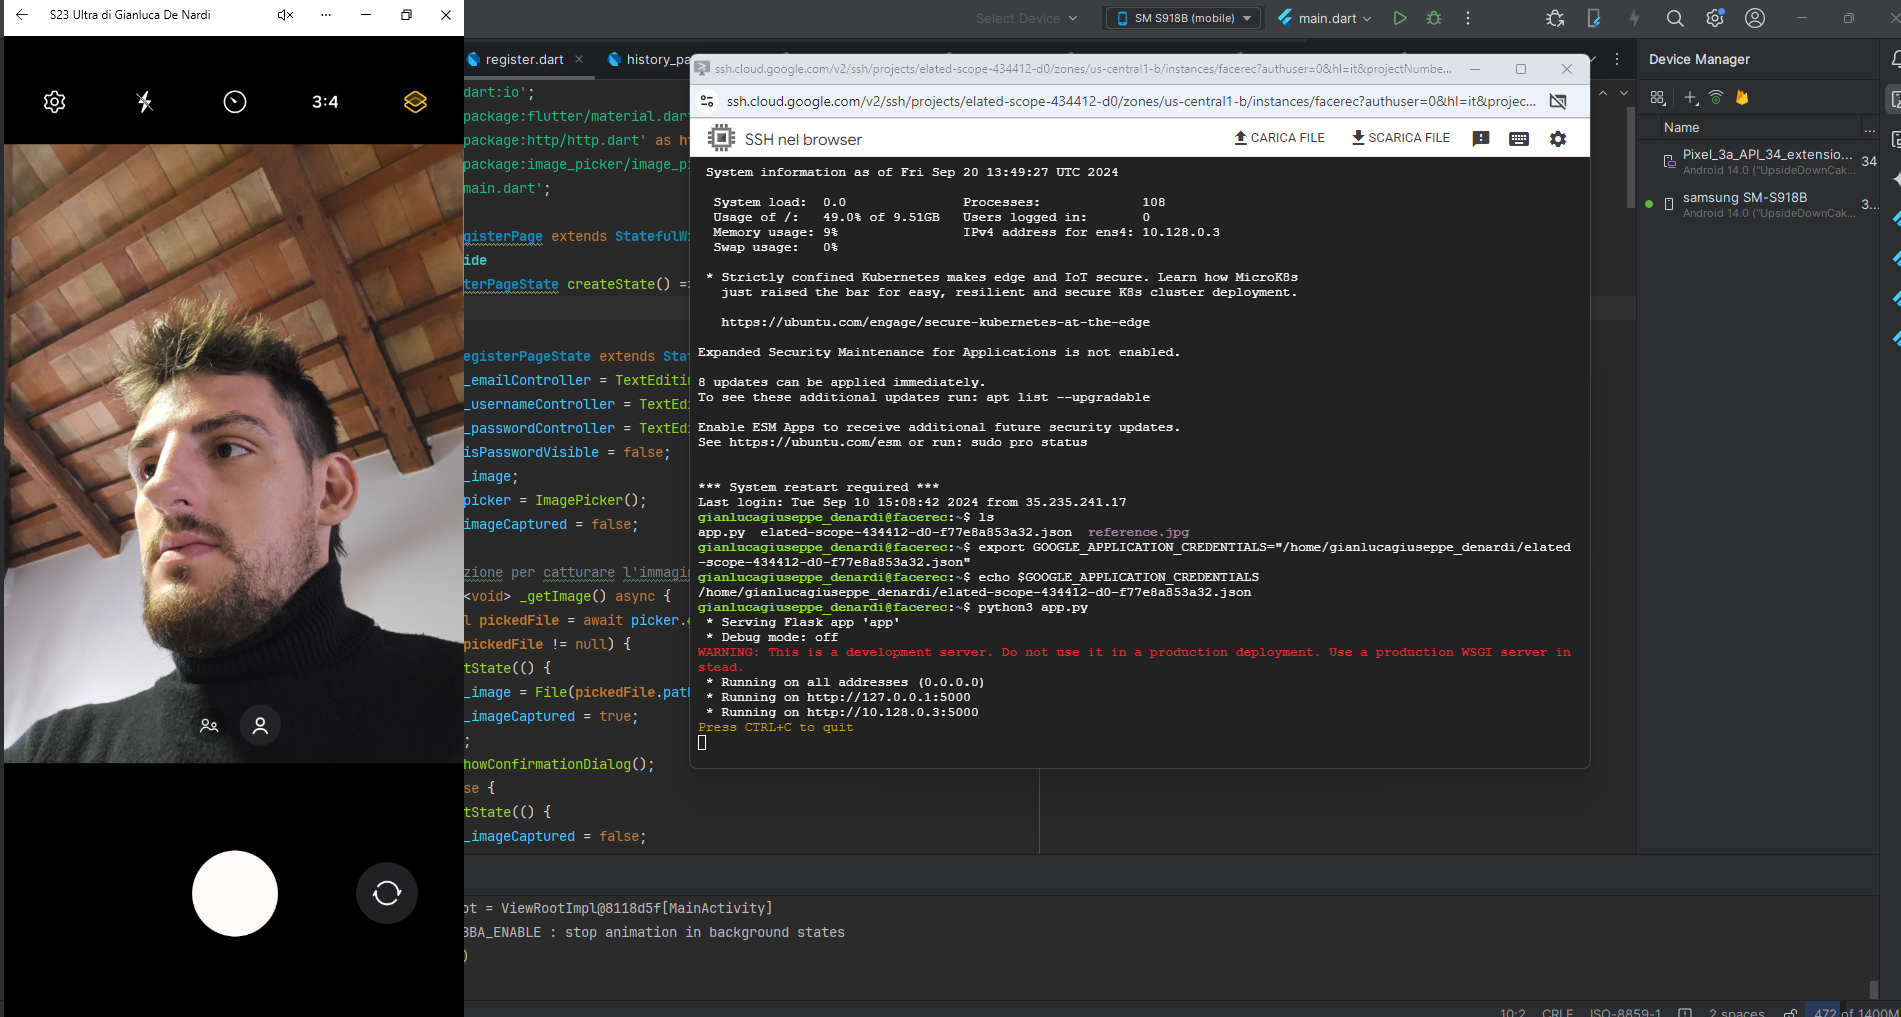 S23 Ultra di Gianluca De Nardi
3:4
Select Device
SM S918B (mobile)
main.dart
register.dart
history_pa
dart:io';
package:flutter/material.dar
package:http/http.dart' as h
package:image_picker/image_p
main.dart';
gisterPage extends StatefulWi
ide
terPageState createState() =
egisterPageState extends Sta
_emailController = TextEditi
_usernameController = TextEd
_passwordController = TextEd
isPasswordVisible = false;
_image;
picker = ImagePicker();
imageCaptured = false;
zione per catturare l'immagi
<void> _getImage() async {
l pickedFile = await picker.
pickedFile != null) {
tState(() {
_image = File(pickedFile.pat
_imageCaptured = true;
;
howConfirmationDialog();
se {
tState(() {
_imageCaptured = false;
ssh.cloud.google.com/v2/ssh/projects/elated-scope-434412-d0/zones/us-central1-b/instances/facerec?authuser=0&hl=it&projectNumbe...
ssh.cloud.google.com/v2/ssh/projects/elated-scope-434412-d0/zones/us-central1-b/instances/facerec?authuser=0&hl=it&projec...
SSH nel browser
CARICA FILE
SCARICA FILE
System information as of Fri Sep 20 13:49:27 UTC 2024
System load: 0.0 Processes: 108
Usage of /: 49.0% of 9.51GB Users logged in: 0
Memory usage: 9% IPv4 address for ens4: 10.128.0.3
Swap usage: 0%
* Strictly confined Kubernetes makes edge and IoT secure. Learn how MicroK8s
just raised the bar for easy, resilient and secure K8s cluster deployment.
https://ubuntu.com/engage/secure-kubernetes-at-the-edge
Expanded Security Maintenance for Applications is not enabled.
8 updates can be applied immediately.
To see these additional updates run: apt list --upgradable
Enable ESM Apps to receive additional future security updates.
See https://ubuntu.com/esm or run: sudo pro status
*** System restart required ***
Last login: Tue Sep 10 15:08:42 2024 from 35.235.241.17
gianlucagiuseppe_denardi@facerec:~$ ls
app.py elated-scope-434412-d0-f77e8a853a32.json reference.jpg
gianlucagiuseppe_denardi@facerec:~$ export GOOGLE_APPLICATION_CREDENTIALS="/home/gianlucagiuseppe_denardi/elated
-scope-434412-d0-f77e8a853a32.json"
gianlucagiuseppe_denardi@facerec:~$ echo $GOOGLE_APPLICATION_CREDENTIALS
/home/gianlucagiuseppe_denardi/elated-scope-434412-d0-f77e8a853a32.json
gianlucagiuseppe_denardi@facerec:~$ python3 app.py
* Serving Flask app 'app'
* Debug mode: off
WARNING: This is a development server. Do not use it in a production deployment. Use a production WSGI server in
stead.
* Running on all addresses (0.0.0.0)
* Running on http://127.0.0.1:5000
* Running on http://10.128.0.3:5000
Press CTRL+C to quit
Device Manager
Name
Pixel_3a_API_34_extensio... 34
Android 14.0 ("UpsideDownCak...
samsung SM-S918B 3...
Android 14.0 ("UpsideDownCak...
ot = ViewRootImpl@8118d5f[MainActivity]
BBA_ENABLE : stop animation in background states
)
10:2 CRLF ISO-8859-1 2 spaces 472 of 1400M